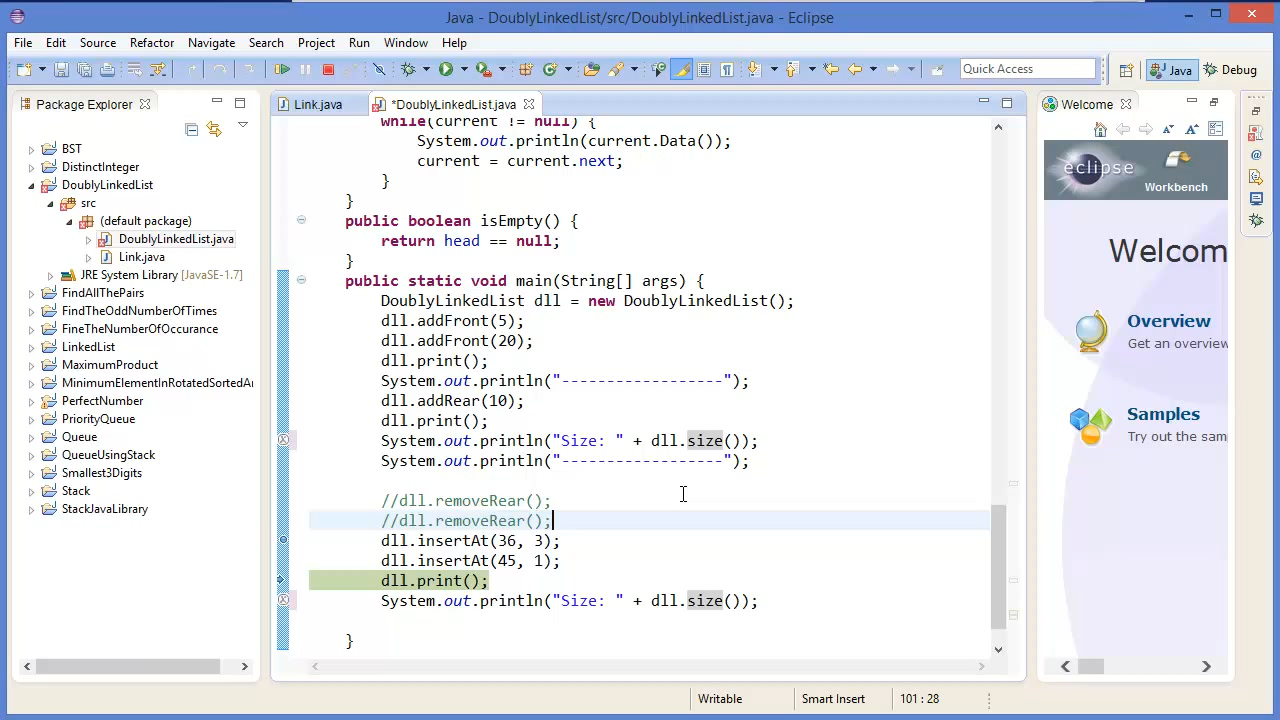 Java - DoublyLinkedList/src/DoublyLinkedList.java - Eclipse
File Edit Source Refactor Navigate Search Project Run Window Help
Quick Access
Java
Debug
Package Explorer
BST
DistinctInteger
DoublyLinkedList
src
(default package)
DoublyLinkedList.java
Link.java
JRE System Library [JavaSE-1.7]
FindAllThePairs
FindTheOddNumberOfTimes
FineTheNumberOfOccurance
LinkedList
MaximumProduct
MinimumElementInRotatedSortedAr
PerfectNumber
PriorityQueue
Queue
QueueUsingStack
Smallest3Digits
Stack
StackJavaLibrary
Link.java
*DoublyLinkedList.java
while(current != null) {
System.out.println(current.Data());
current = current.next;
}
}
public boolean isEmpty() {
return head == null;
}
public static void main(String[] args) {
DoublyLinkedList dll = new DoublyLinkedList();
dll.addFront(5);
dll.addFront(20);
dll.print();
System.out.println("------------------");
dll.addRear(10);
dll.print();
System.out.println("Size: " + dll.size());
System.out.println("------------------");
//dll.removeRear();
//dll.removeRear();
dll.insertAt(36, 3);
dll.insertAt(45, 1);
dll.print();
System.out.println("Size: " + dll.size());
}
Welcome
eclipse
Workbench
Welcom
Overview
Get an overview
Samples
Try out the sam
Writable
Smart Insert
101 : 28